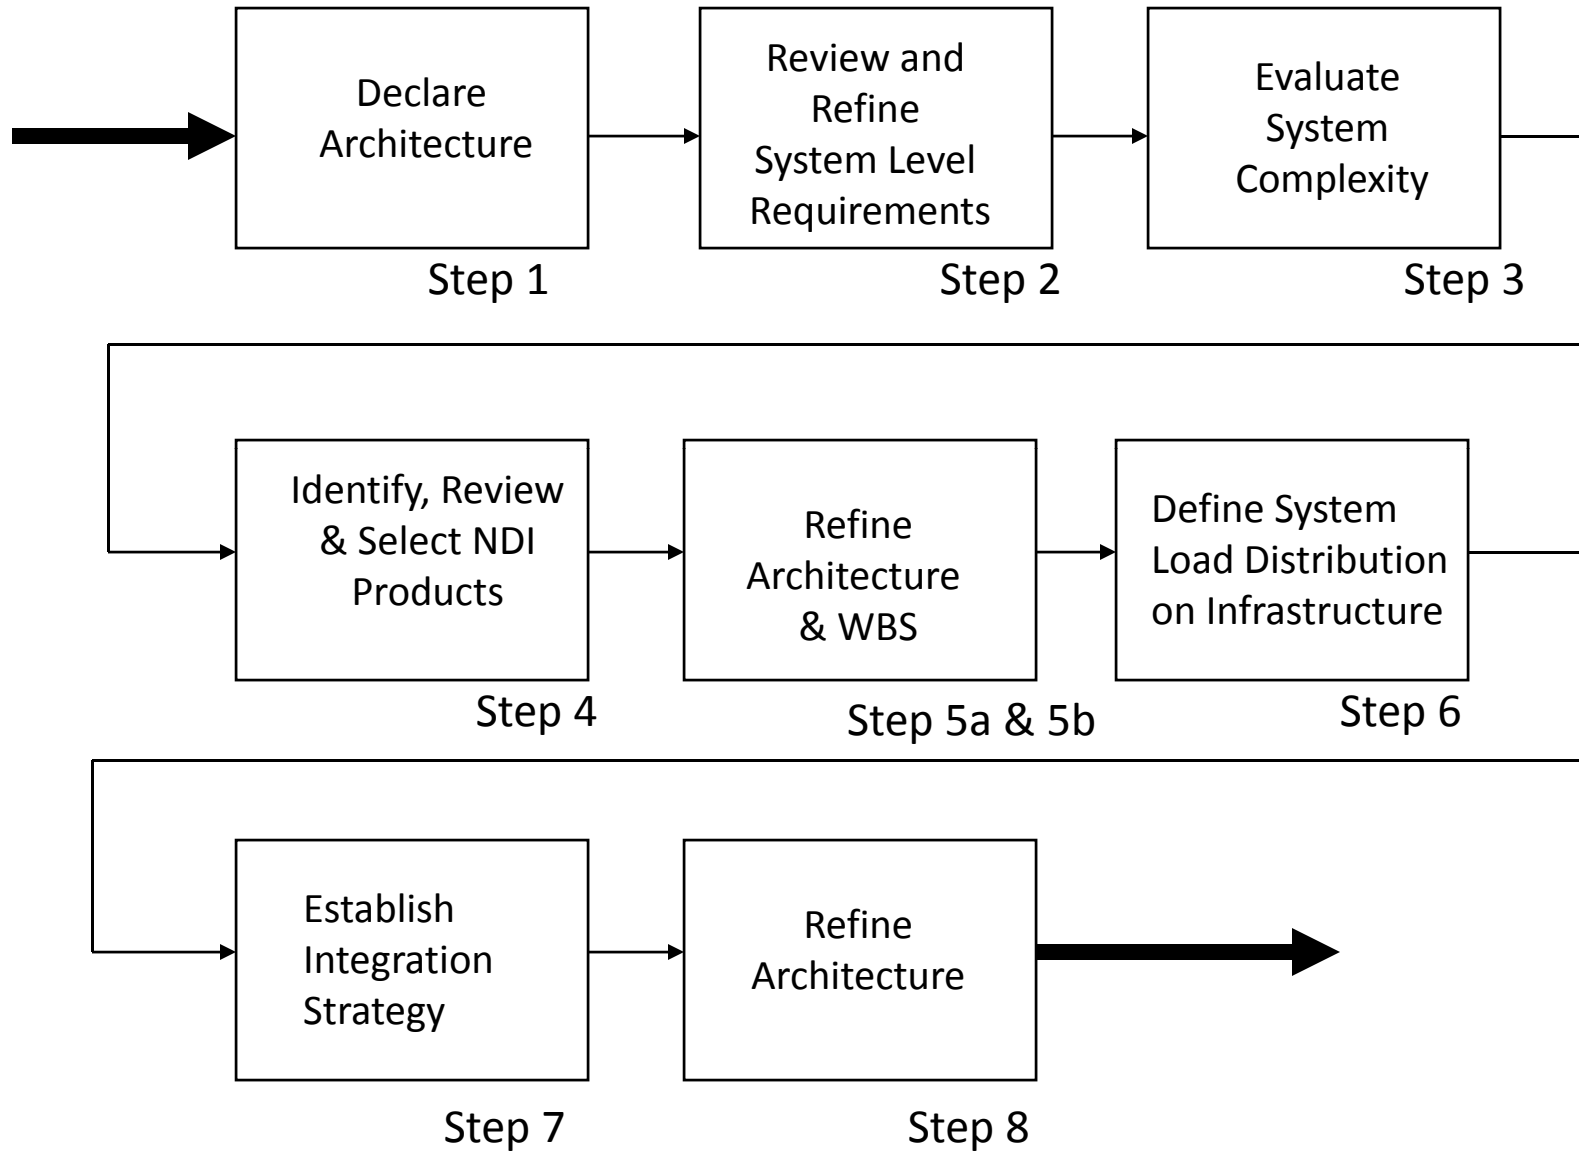 Declare
Architecture
Step 1
Review and
Refine
System Level
Requirements
Step 2
Evaluate
System
Complexity
Step 3
Identify, Review
& Select NDI
Products
Step 4
Refine
Architecture
& WBS
Step 5a & 5b
Define System
Load Distribution
on Infrastructure
Step 6
Establish
Integration
Strategy
Step 7
Refine
Architecture
Step 8